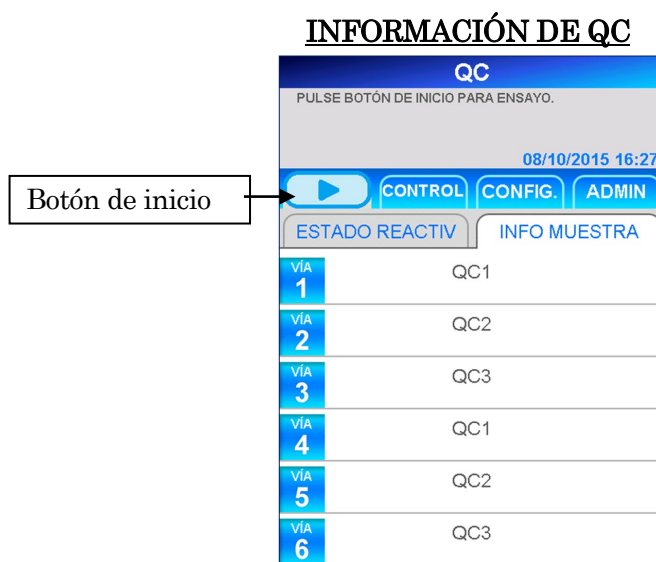 INFORMACIÓN DE QC
QC
PULSE BOTÓN DE INICIO PARA ENSAYO.
08/10/2015 16:27
Botón de inicio
CONTROL CONFIG. ADMIN
ESTADO REACTIV INFO MUESTRA
VÍA
1 QC1
VÍA
2 QC2
VÍA
3 QC3
VÍA
4 QC1
VÍA
5 QC2
VÍA
6 QC3